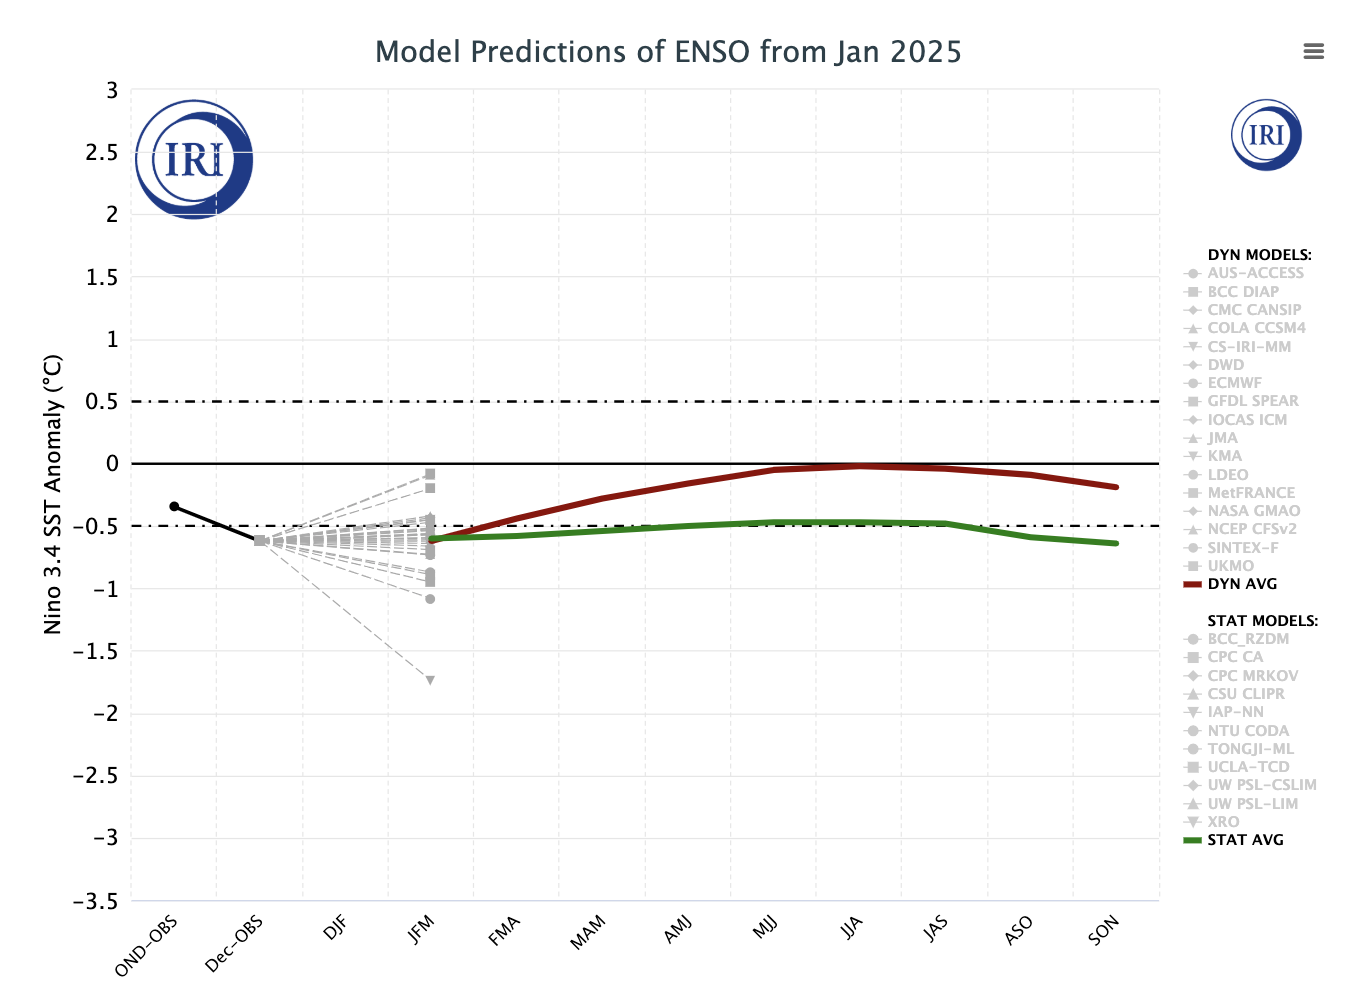 Model Predictions of ENSO from Jan 2025
IRI
IRI
Nino 3.4 SST Anomaly (°C)
3
2.5
2
1.5
1
0.5
0
−0.5
−1
−1.5
−2
−2.5
−3
−3.5
OND-OBS
Dec-OBS
DJF
JFM
FMA
MAM
AMJ
MJJ
JJA
JAS
ASO
SON
DYN MODELS:
AUS-ACCESS
BCC DIAP
CMC CANSIP
COLA CCSM4
CS-IRI-MM
DWD
ECMWF
GFDL SPEAR
IOCAS ICM
JMA
KMA
LDEO
MetFRANCE
NASA GMAO
NCEP CFSv2
SINTEX-F
UKMO
DYN AVG
STAT MODELS:
BCC_RZDM
CPC CA
CPC MRKOV
CSU CLIPR
IAP-NN
NTU CODA
TONGJI-ML
UCLA-TCD
UW PSL-CSLIM
UW PSL-LIM
XRO
STAT AVG